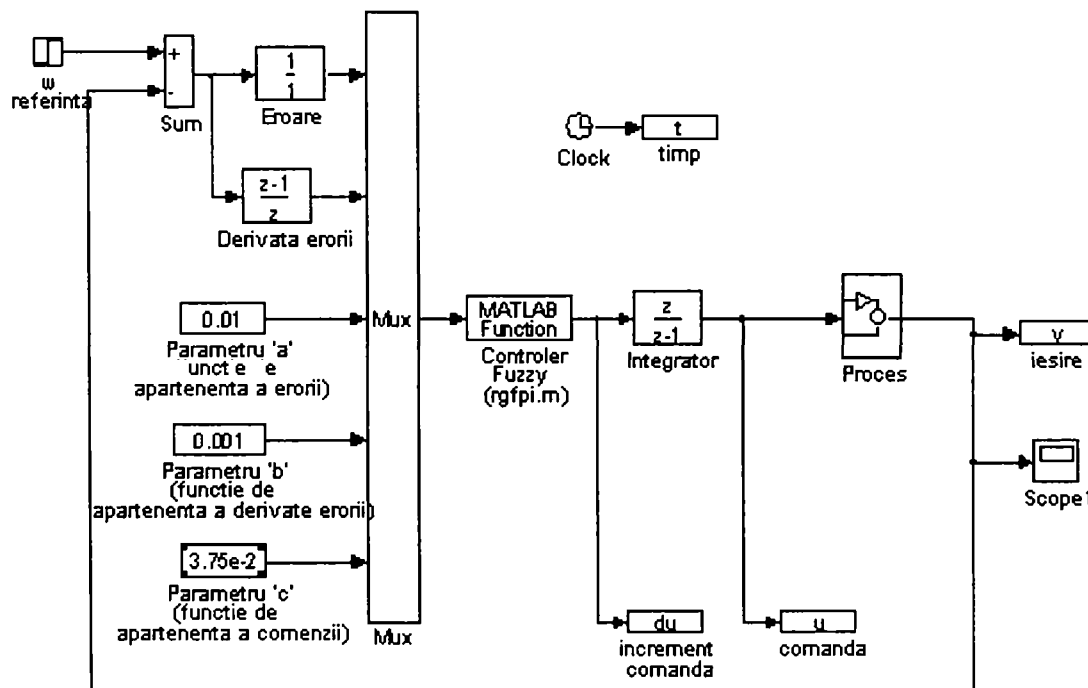 w
referinta
+
-
Sum
1
1
Eroare
z-1
z
Derivata erorii
0.01
Parametru 'a'
apartenenta a erorii)
0.001
Parametru 'b'
(functie de
apartenenta a derivate erorii)
3.75e-2
Parametru 'c'
(functie de
apartenenta a comenzii)
Mux
Mux
Clock
t
timp
MATLAB
Function
Controler
Fuzzy
(rgfpi.m)
z
z-1
Integrator
Proces
y
iesire
Scope1
du
increment
comanda
u
comanda